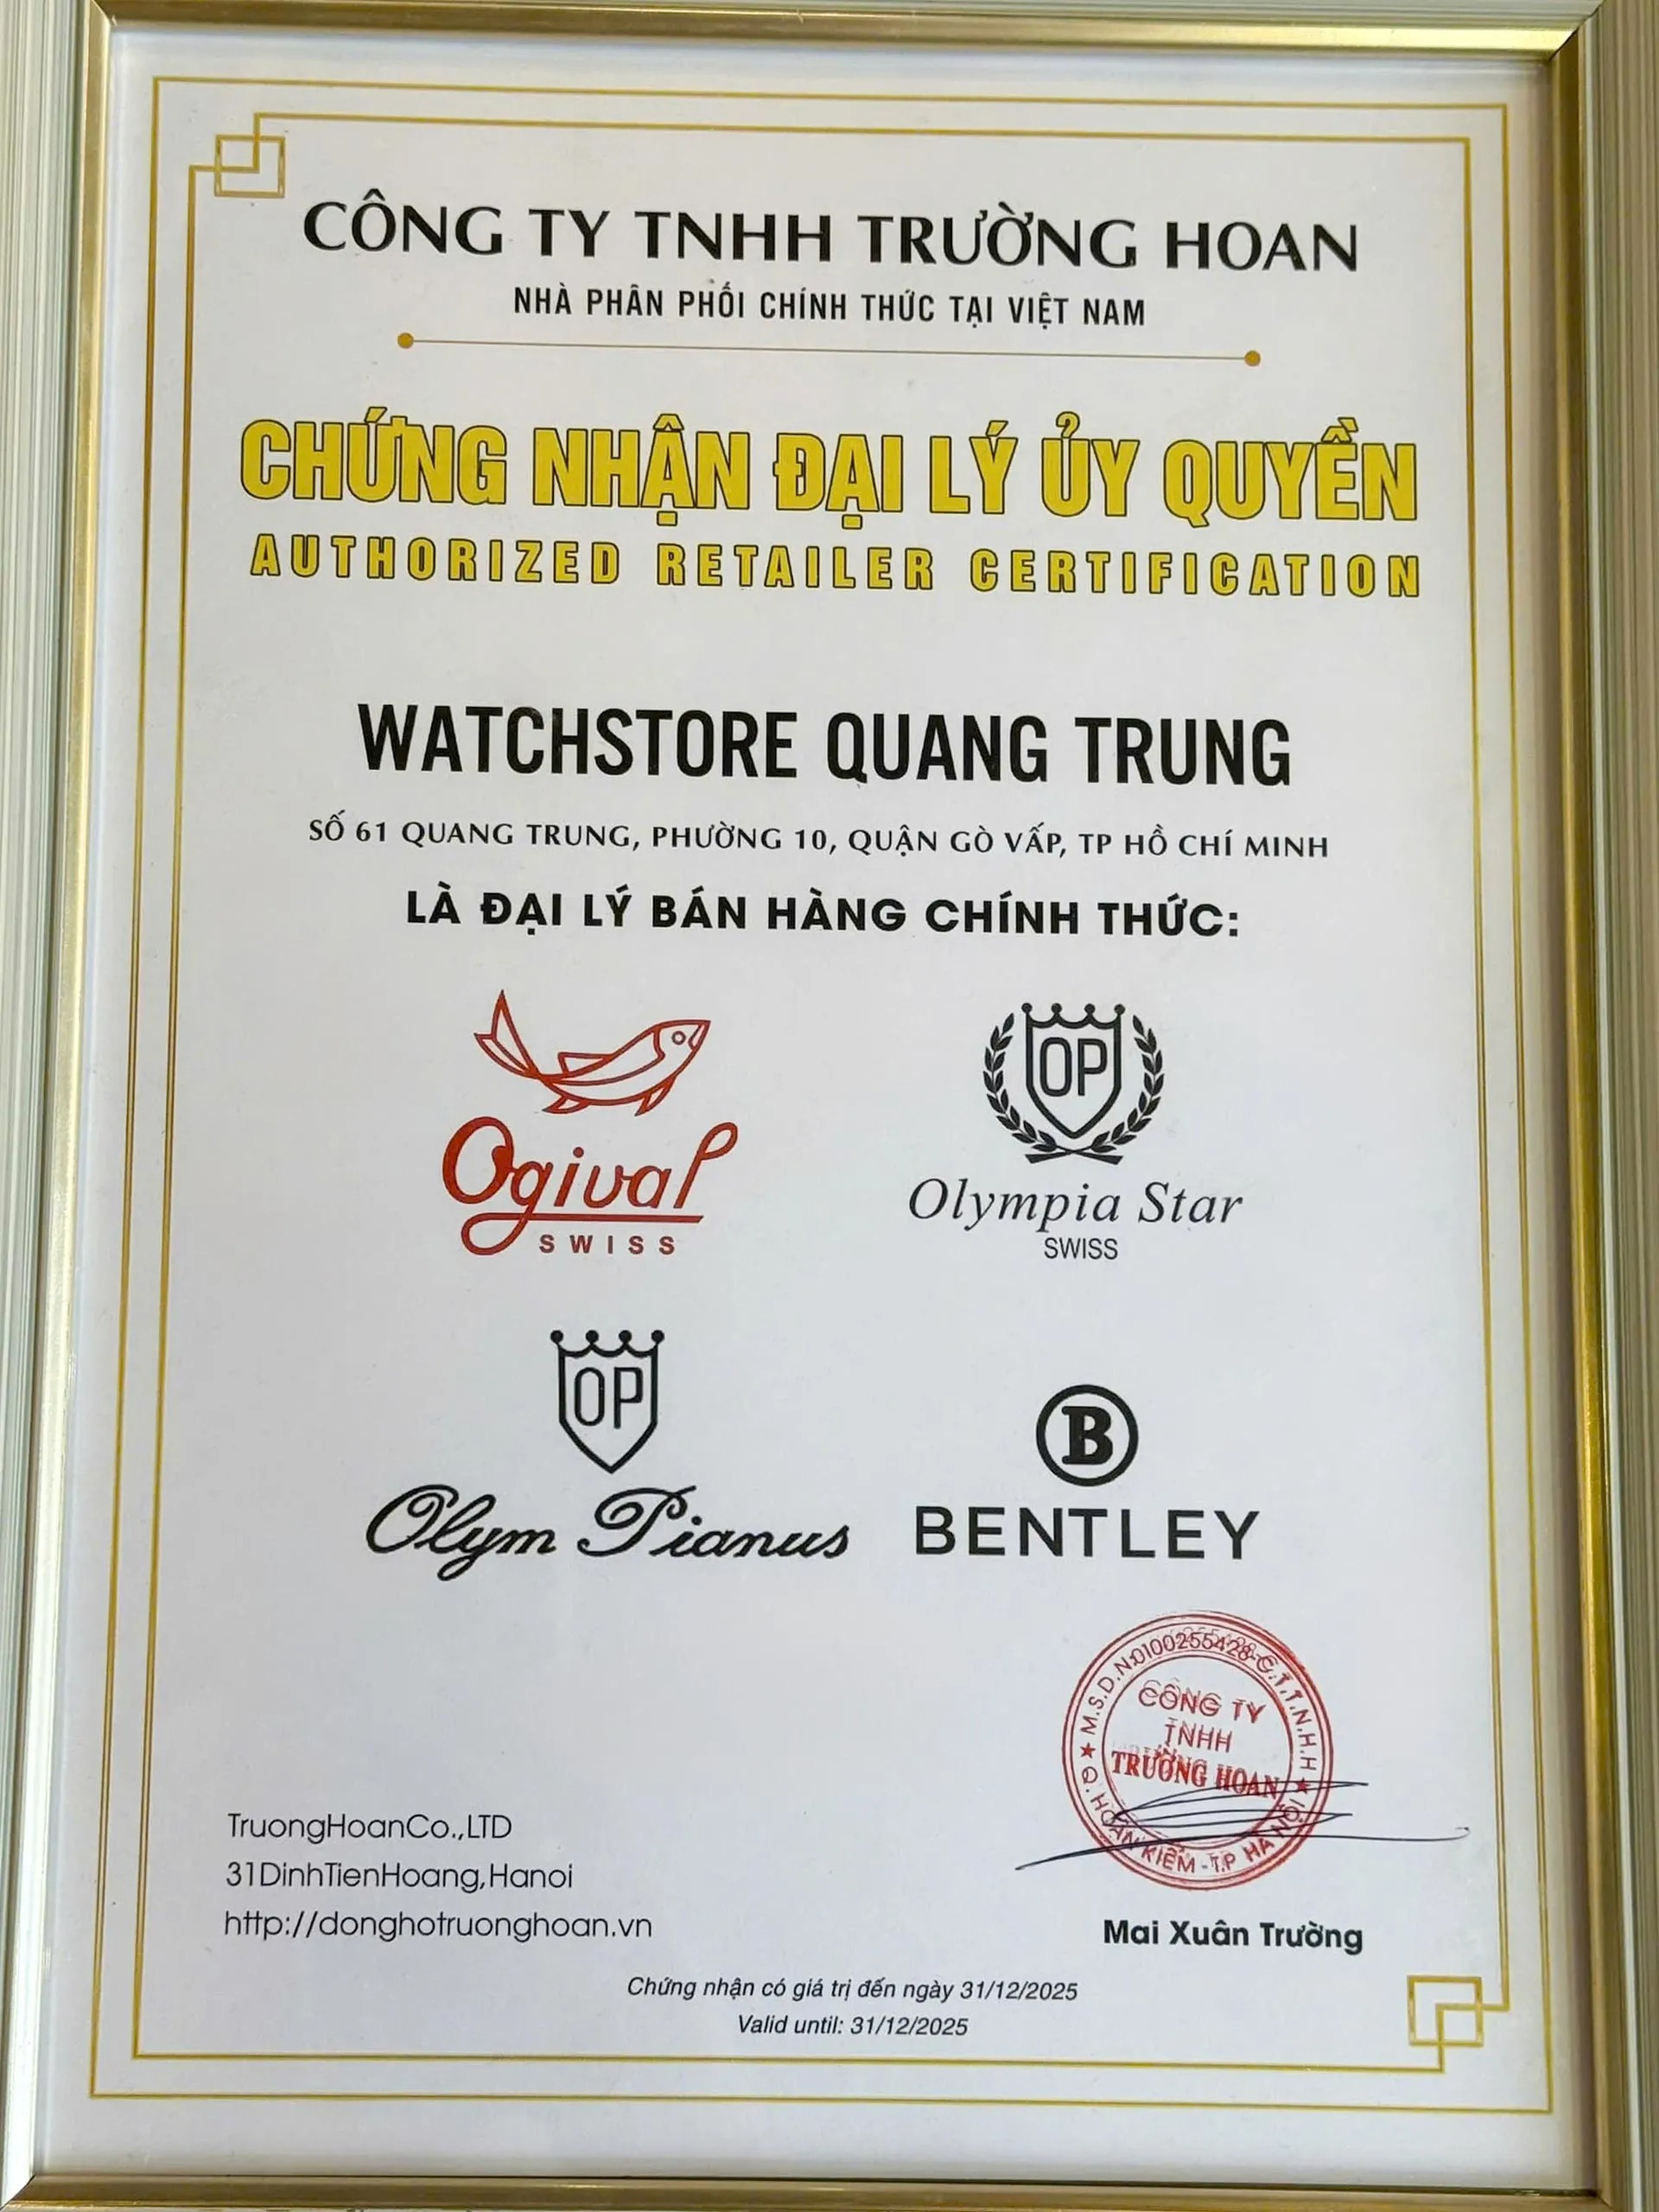 CÔNG TY TNHH TRƯỜNG HOAN
NHÀ PHÂN PHỐI CHÍNH THỨC TẠI VIỆT NAM
CHỨNG NHẬN ĐẠI LÝ ỦY QUYỀN
AUTHORIZED RETAILER CERTIFICATION
WATCHSTORE QUANG TRUNG
SỐ 61 QUANG TRUNG, PHƯỜNG 10, QUẬN GÒ VẤP, TP HỒ CHÍ MINH
LÀ ĐẠI LÝ BÁN HÀNG CHÍNH THỨC:
Ogival
SWISS
OP
Olympia Star
SWISS
OP
Olym Pianus
B
BENTLEY
M.S.D.N:0100255428-C.T.T.N.H.H
CÔNG TY
TNHH
TRƯỜNG HOAN
Q. HOÀN KIẾM - T.P HÀ NỘI
TruongHoanCo.,LTD
31DinhTienHoang,Hanoi
http://donghotruonghoan.vn
Mai Xuân Trường
Chứng nhận có giá trị đến ngày 31/12/2025
Valid until: 31/12/2025